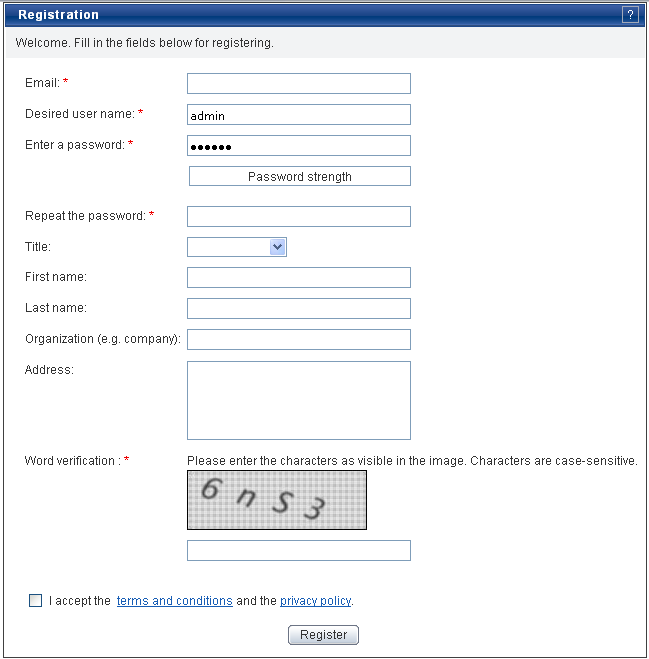 Registration ?
Welcome. Fill in the fields below for registering.
Email: *
Desired user name: * admin
Enter a password: * ●●●●●●
Password strength
Repeat the password: *
Title:
First name:
Last name:
Organization (e.g. company):
Address:
Word verification : * Please enter the characters as visible in the image. Characters are case-sensitive.
6 n S 3
I accept the terms and conditions and the privacy policy.
Register